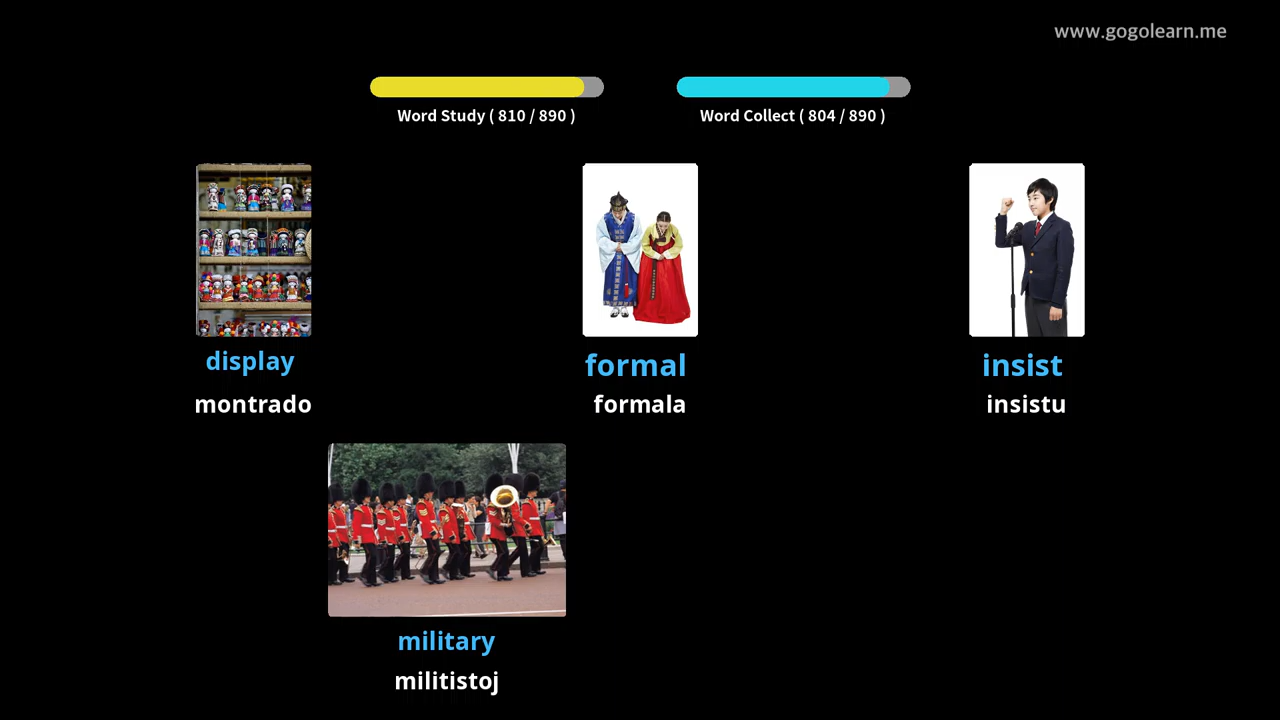 www.gogolearn.me
Word Study ( 810 / 890 )
Word Collect ( 804 / 890 )
display
formal
insist
montrado
formala
insistu
military
militistoj